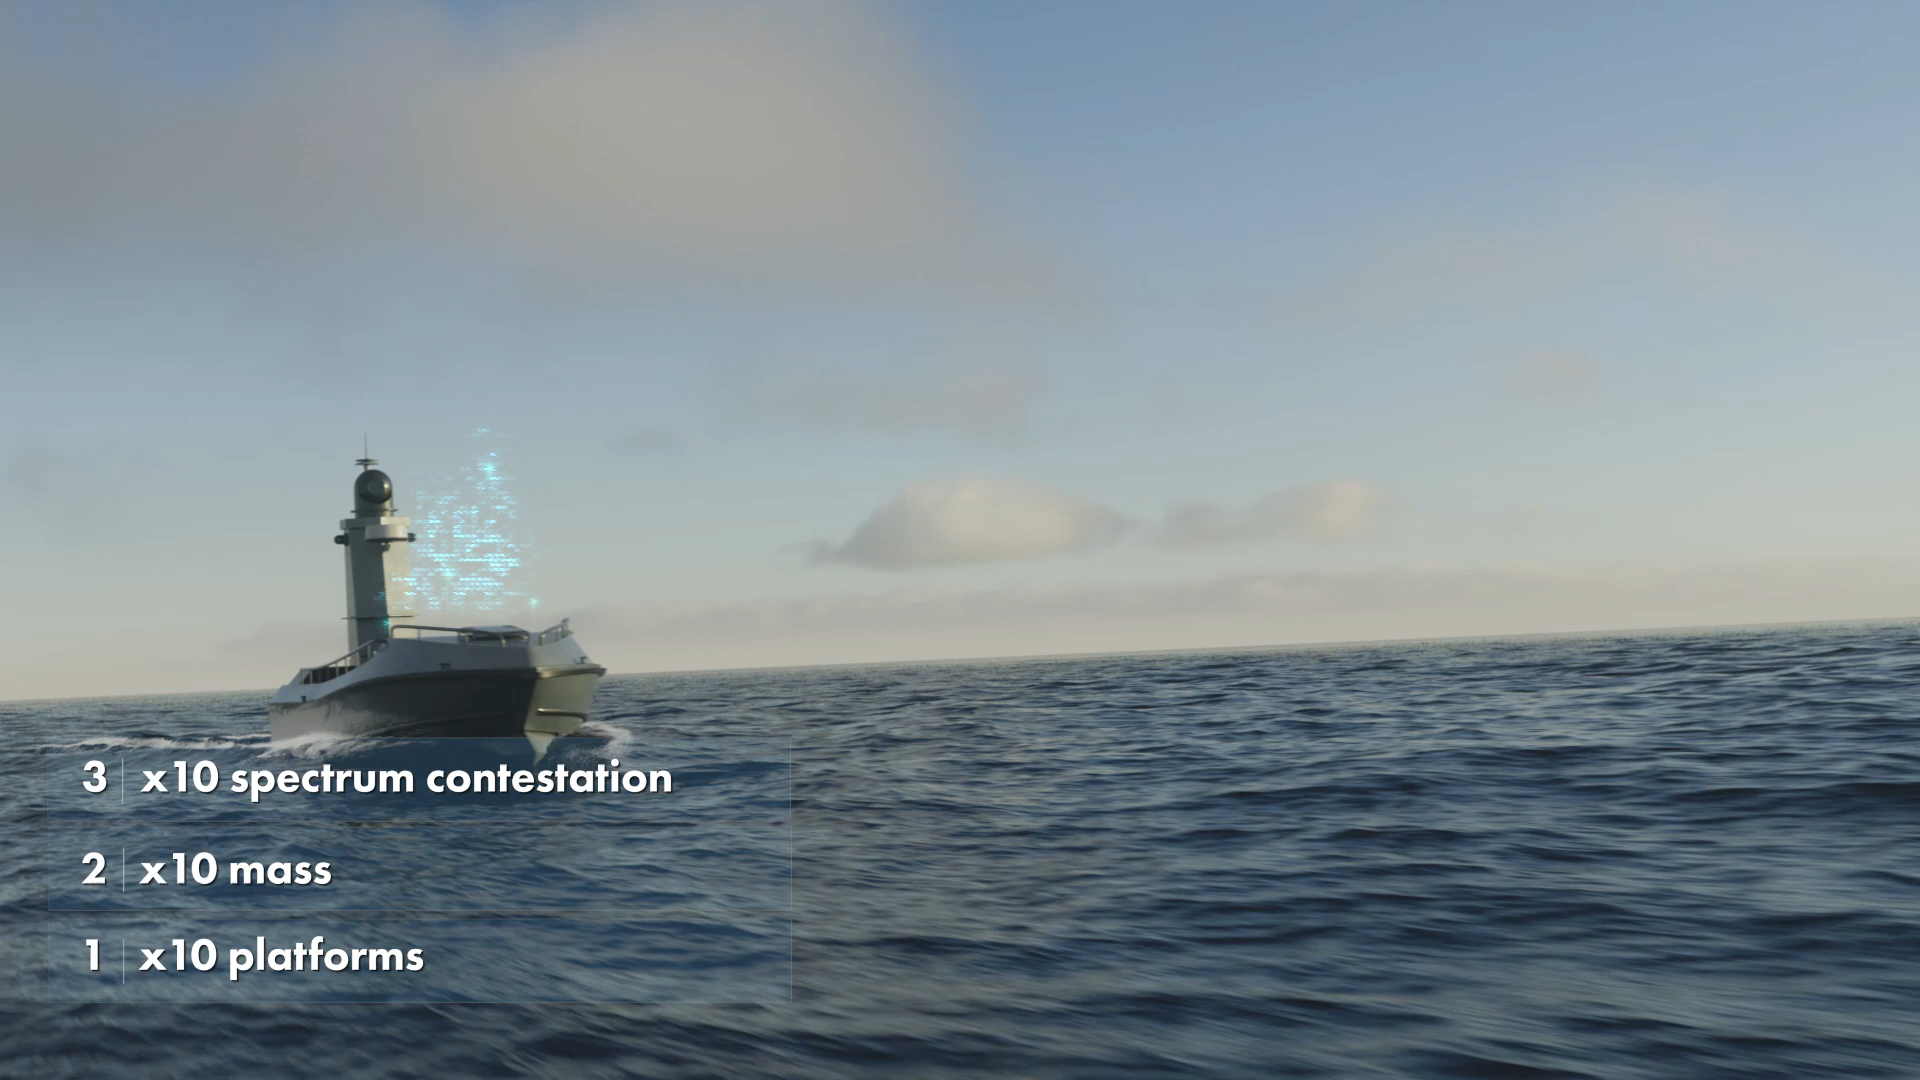 3 x10 spectrum contestation
2 x10 mass
1 x10 platforms